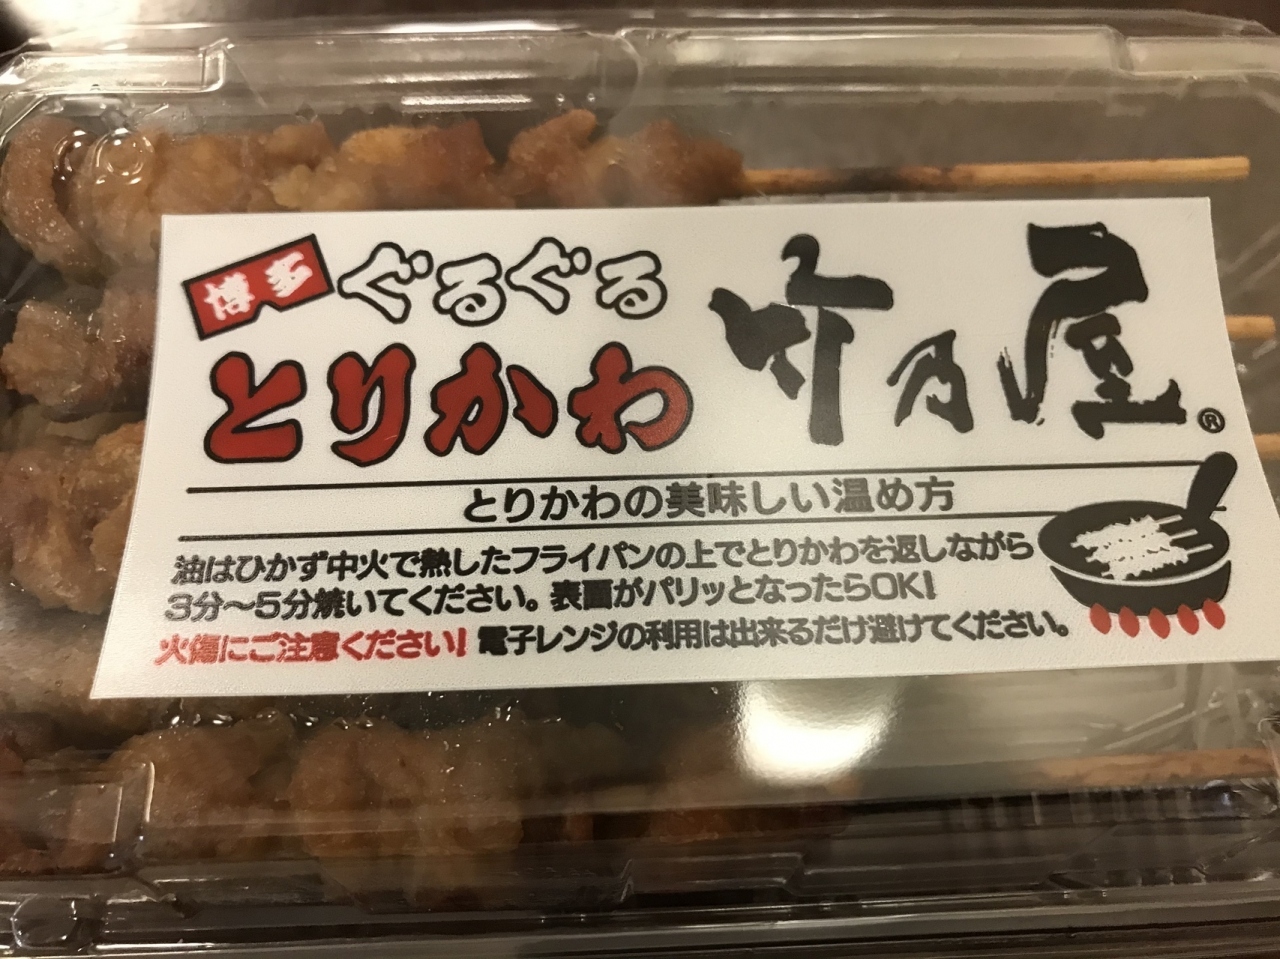 博多 ぐるぐる
とりかわ
竹乃屋®
とりかわの美味しい温め方
油はひかず中火で熱したフライパンの上でとりかわを返しながら
3分～5分焼いてください。表面がパリッとなったらOK!
火傷にご注意ください! 電子レンジの利用は出来るだけ避けてください。